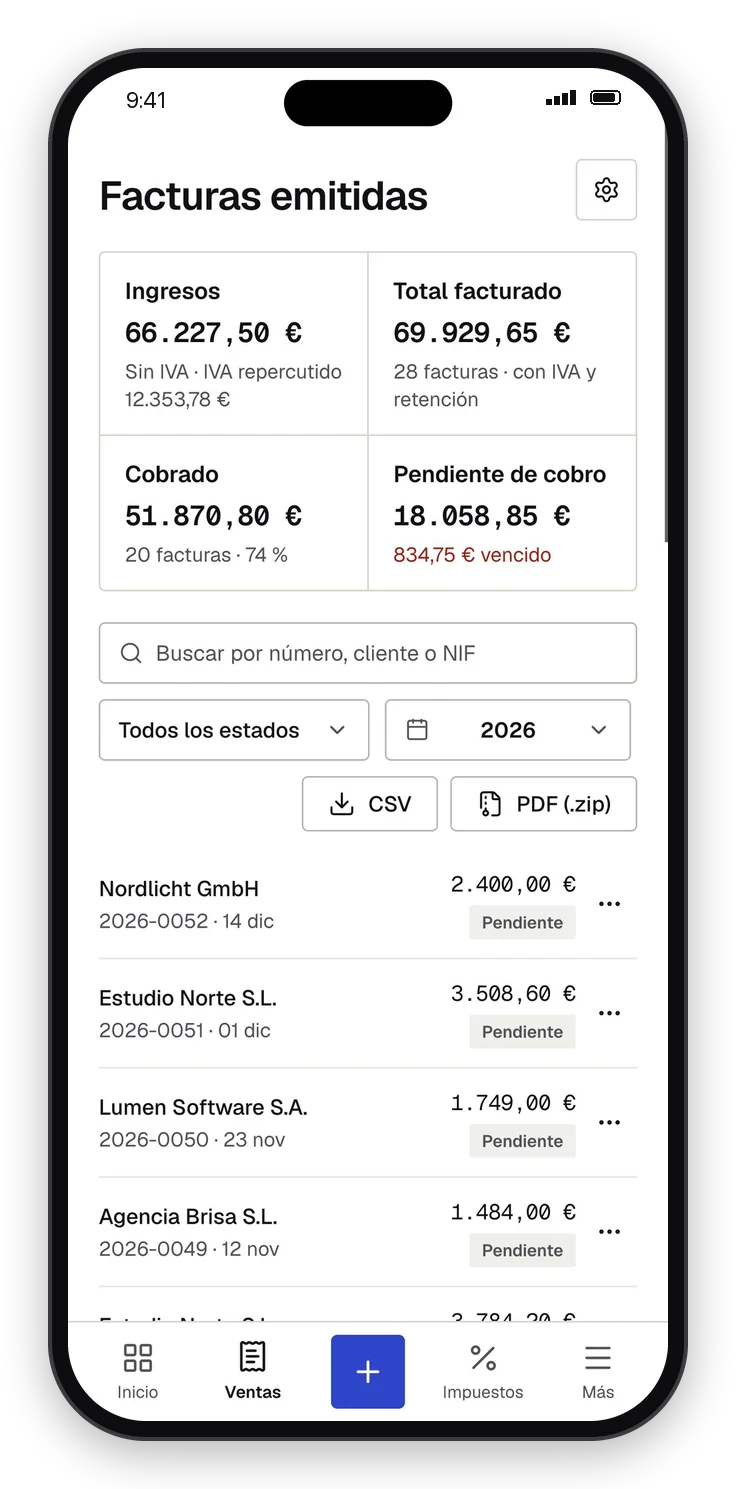 9:41
Facturas emitidas
Ingresos
66.227,50 €
Sin IVA · IVA repercutido
12.353,78 €
Total facturado
69.929,65 €
28 facturas · con IVA y
retención
Cobrado
51.870,80 €
20 facturas · 74 %
Pendiente de cobro
18.058,85 €
834,75 € vencido
Buscar por número, cliente o NIF
Todos los estados
2026
CSV
PDF (.zip)
Nordlicht GmbH
2.400,00 €
2026-0052 · 14 dic
Pendiente
Estudio Norte S.L.
3.508,60 €
2026-0051 · 01 dic
Pendiente
Lumen Software S.A.
1.749,00 €
2026-0050 · 23 nov
Pendiente
Agencia Brisa S.L.
1.484,00 €
2026-0049 · 12 nov
Pendiente
Inicio
Ventas
Impuestos
Más